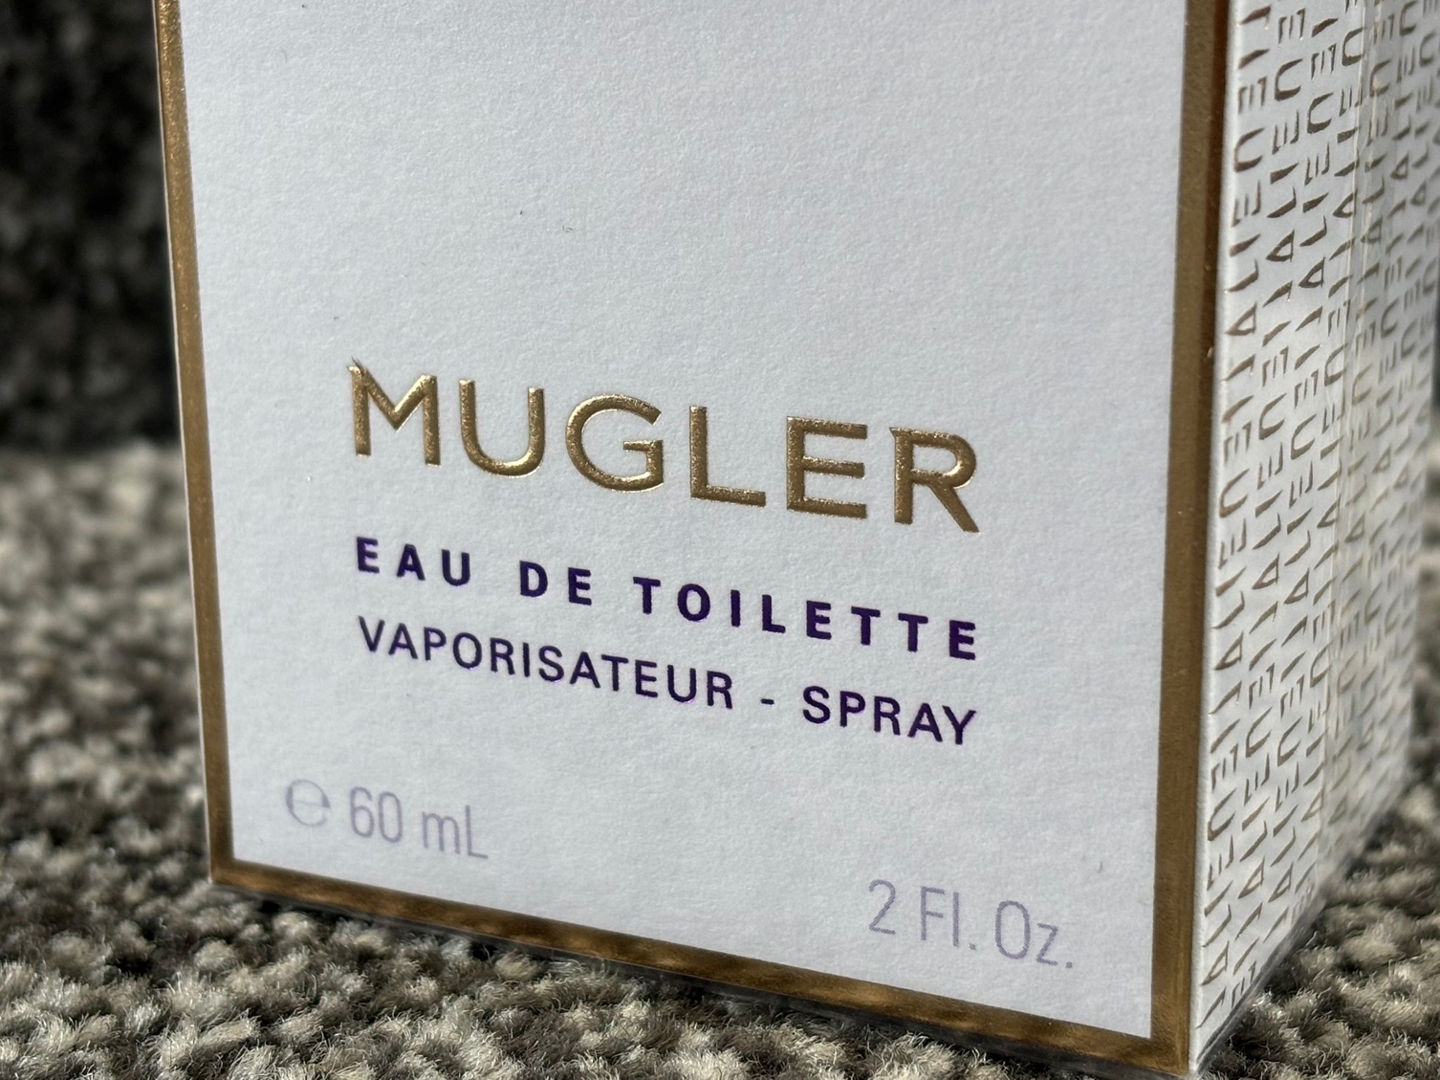 MUGLER
EAU DE TOILETTE
VAPORISATEUR - SPRAY
℮ 60 mL
2 Fl. Oz.